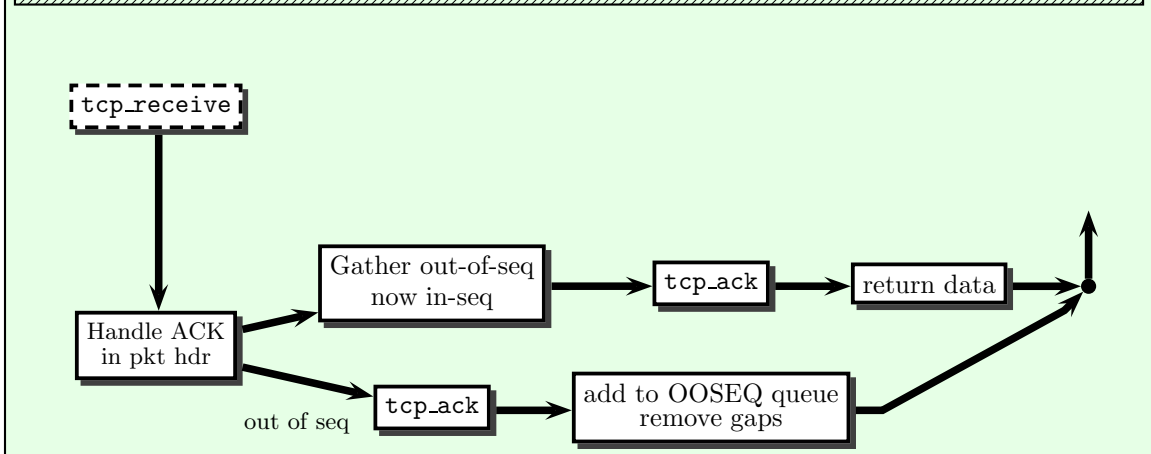 tcp_receive
Gather out-of-seq
now in-seq
tcp_ack
return data
Handle ACK
in pkt hdr
out of seq
tcp_ack
add to OOSEQ queue
remove gaps